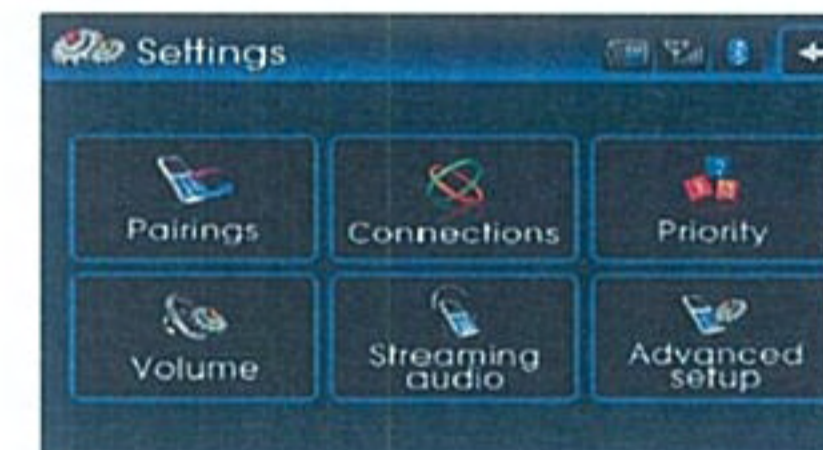 Settings
Pairings
Connections
Priority
Volume
Streaming
audio
Advanced
setup